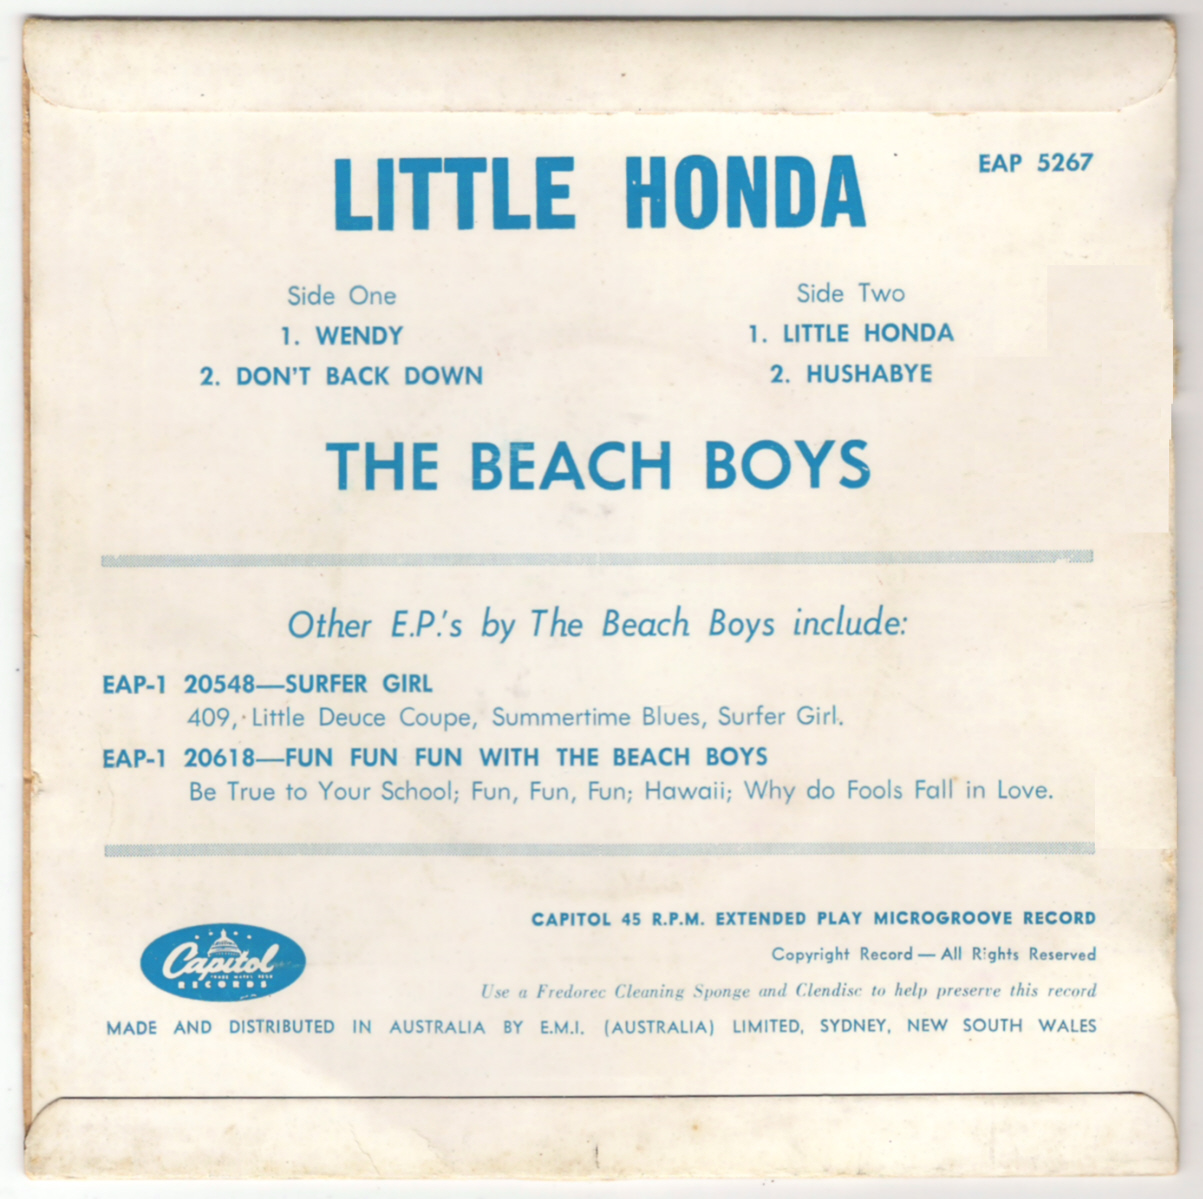 LITTLE HONDA
EAP 5267
Side One
1. WENDY
2. DON'T BACK DOWN
Side Two
1. LITTLE HONDA
2. HUSHABYE
THE BEACH BOYS
Other E.P.'s by The Beach Boys include:
EAP-1 20548—SURFER GIRL
409, Little Deuce Coupe, Summertime Blues, Surfer Girl.
EAP-1 20618—FUN FUN FUN WITH THE BEACH BOYS
Be True to Your School; Fun, Fun, Fun; Hawaii; Why do Fools Fall in Love.
Capitol
RECORDS
CAPITOL 45 R.P.M. EXTENDED PLAY MICROGROOVE RECORD
Copyright Record — All Rights Reserved
Use a Fredorec Cleaning Sponge and Clendisc to help preserve this record
MADE AND DISTRIBUTED IN AUSTRALIA BY E.M.I. (AUSTRALIA) LIMITED, SYDNEY, NEW SOUTH WALES